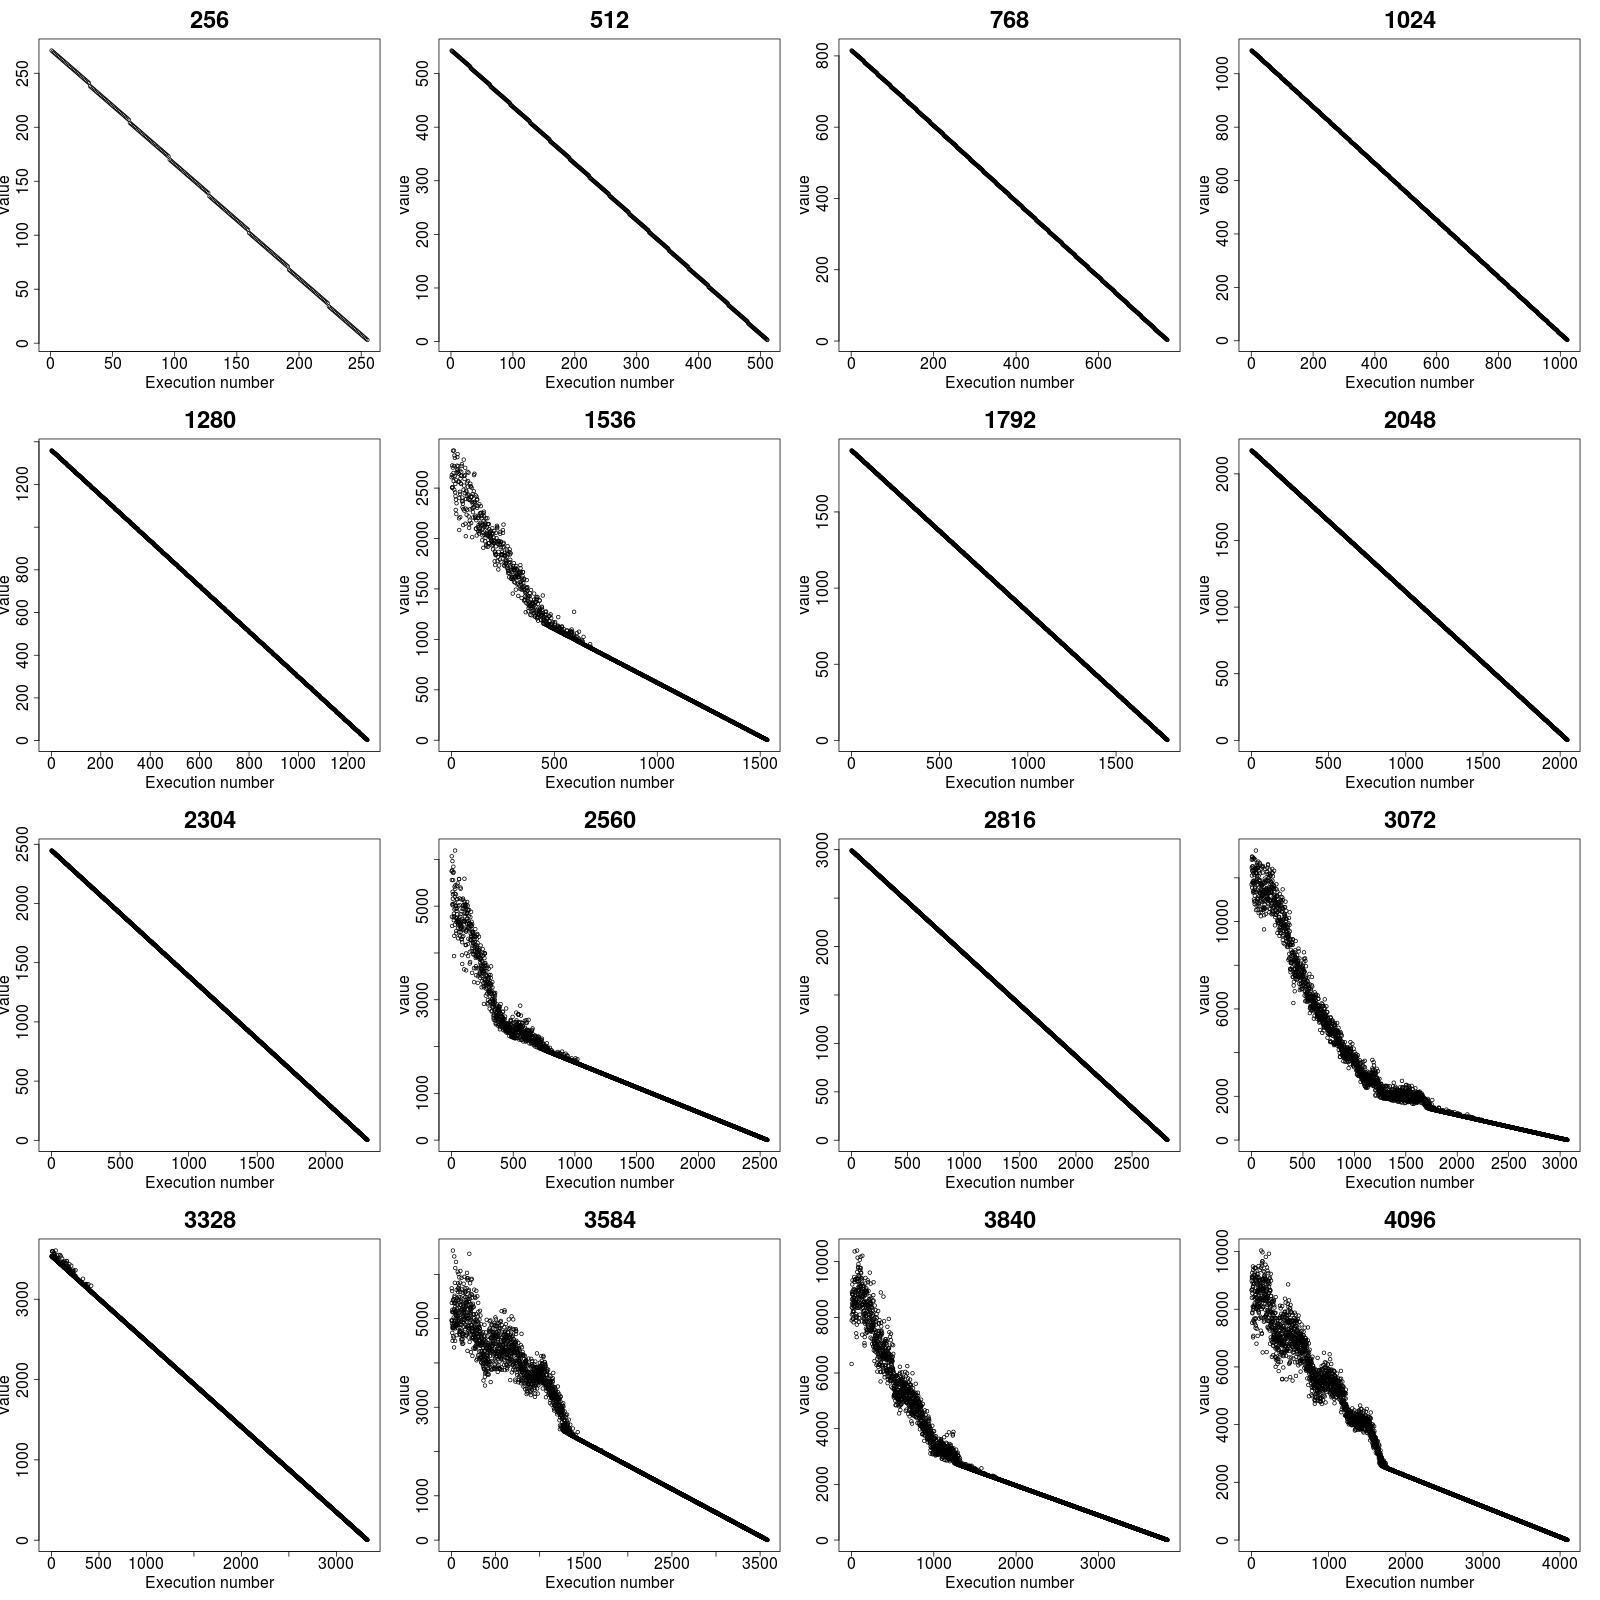 256
512
768
1024
value
0 50 100 150 200 250
0 50 100 150 200 250
Execution number
value
0 100 200 300 400 500
0 100 200 300 400 500
Execution number
value
0 200 400 600 800
0 200 400 600
Execution number
value
0 200 400 600 800 1000
0 200 400 600 800 1000
Execution number
1280
1536
1792
2048
value
0 200 400 600 800 1200
0 200 400 600 800 1000 1200
Execution number
value
0 500 1000 1500 2000 2500
0 500 1000 1500
Execution number
value
0 500 1000 1500
0 500 1000 1500
Execution number
value
0 500 1000 1500 2000
0 500 1000 1500 2000
Execution number
2304
2560
2816
3072
value
0 500 1000 1500 2000 2500
0 500 1000 1500 2000
Execution number
value
0 1000 3000 5000
0 500 1000 1500 2000 2500
Execution number
value
0 500 1000 2000 3000
0 500 1000 1500 2000 2500
Execution number
value
0 2000 6000 10000
0 500 1000 1500 2000 2500 3000
Execution number
3328
3584
3840
4096
value
0 1000 2000 3000
0 500 1000 2000 3000
Execution number
value
0 1000 3000 5000
0 500 1500 2500 3500
Execution number
value
0 2000 4000 6000 8000 10000
0 1000 2000 3000
Execution number
value
0 2000 4000 6000 8000 10000
0 1000 2000 3000 4000
Execution number